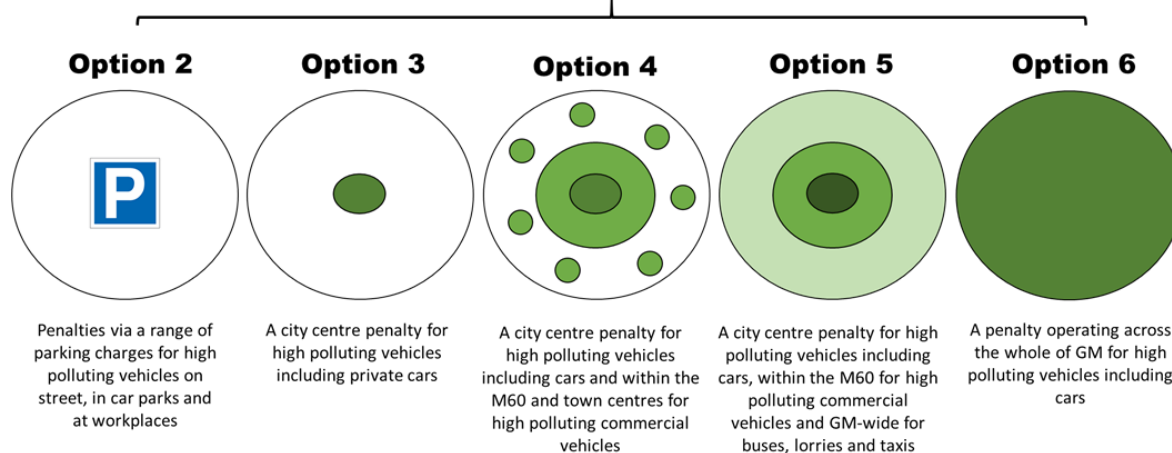 Option 2
Option 3
Option 4
Option 5
Option 6
P
Penalties via a range of
parking charges for high
polluting vehicles on
street, in car parks and
at workplaces
A city centre penalty for
high polluting vehicles
including private cars
A city centre penalty for
high polluting vehicles
including cars and within the
M60 and town centres for
high polluting commercial
vehicles
A city centre penalty for high
polluting vehicles including
cars, within the M60 for high
polluting commercial
vehicles and GM-wide for
buses, lorries and taxis
A penalty operating across
the whole of GM for high
polluting vehicles including
cars